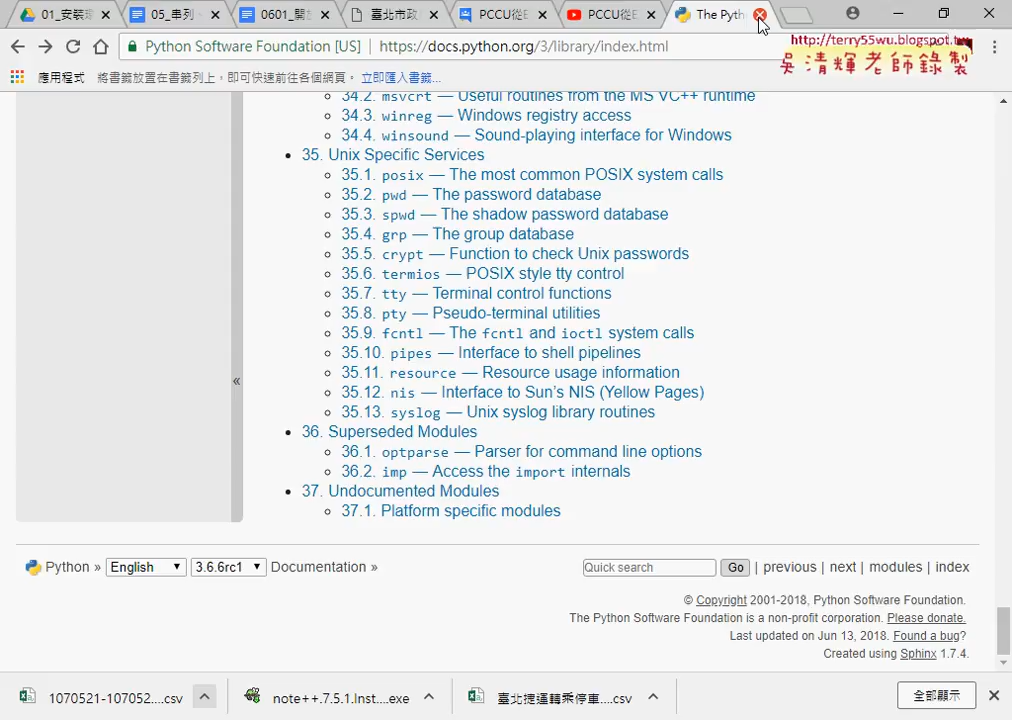 01_安裝環 05_串列 0601_開 臺北市政 PCCU從E PCCU從E The Pyth
Python Software Foundation [US] https://docs.python.org/3/library/index.html
http://terry55wu.blogspot.tw
吳清輝老師錄製
應用程式 將書籤放置在書籤列上，即可快速前往各個網頁。 立即匯入書籤...
34.2. msvcrt — Useful routines from the MS VC++ runtime
34.3. winreg — Windows registry access
34.4. winsound — Sound-playing interface for Windows
35. Unix Specific Services
35.1. posix — The most common POSIX system calls
35.2. pwd — The password database
35.3. spwd — The shadow password database
35.4. grp — The group database
35.5. crypt — Function to check Unix passwords
35.6. termios — POSIX style tty control
35.7. tty — Terminal control functions
35.8. pty — Pseudo-terminal utilities
35.9. fcntl — The fcntl and ioctl system calls
35.10. pipes — Interface to shell pipelines
35.11. resource — Resource usage information
35.12. nis — Interface to Sun’s NIS (Yellow Pages)
35.13. syslog — Unix syslog library routines
36. Superseded Modules
36.1. optparse — Parser for command line options
36.2. imp — Access the import internals
37. Undocumented Modules
37.1. Platform specific modules
«
Python » English 3.6.6rc1 Documentation » Quick search Go | previous | next | modules | index
© Copyright 2001-2018, Python Software Foundation.
The Python Software Foundation is a non-profit corporation. Please donate.
Last updated on Jun 13, 2018. Found a bug?
Created using Sphinx 1.7.4.
1070521-107052....csv note++.7.5.1.Inst....exe 臺北捷運轉乘停車....csv 全部顯示